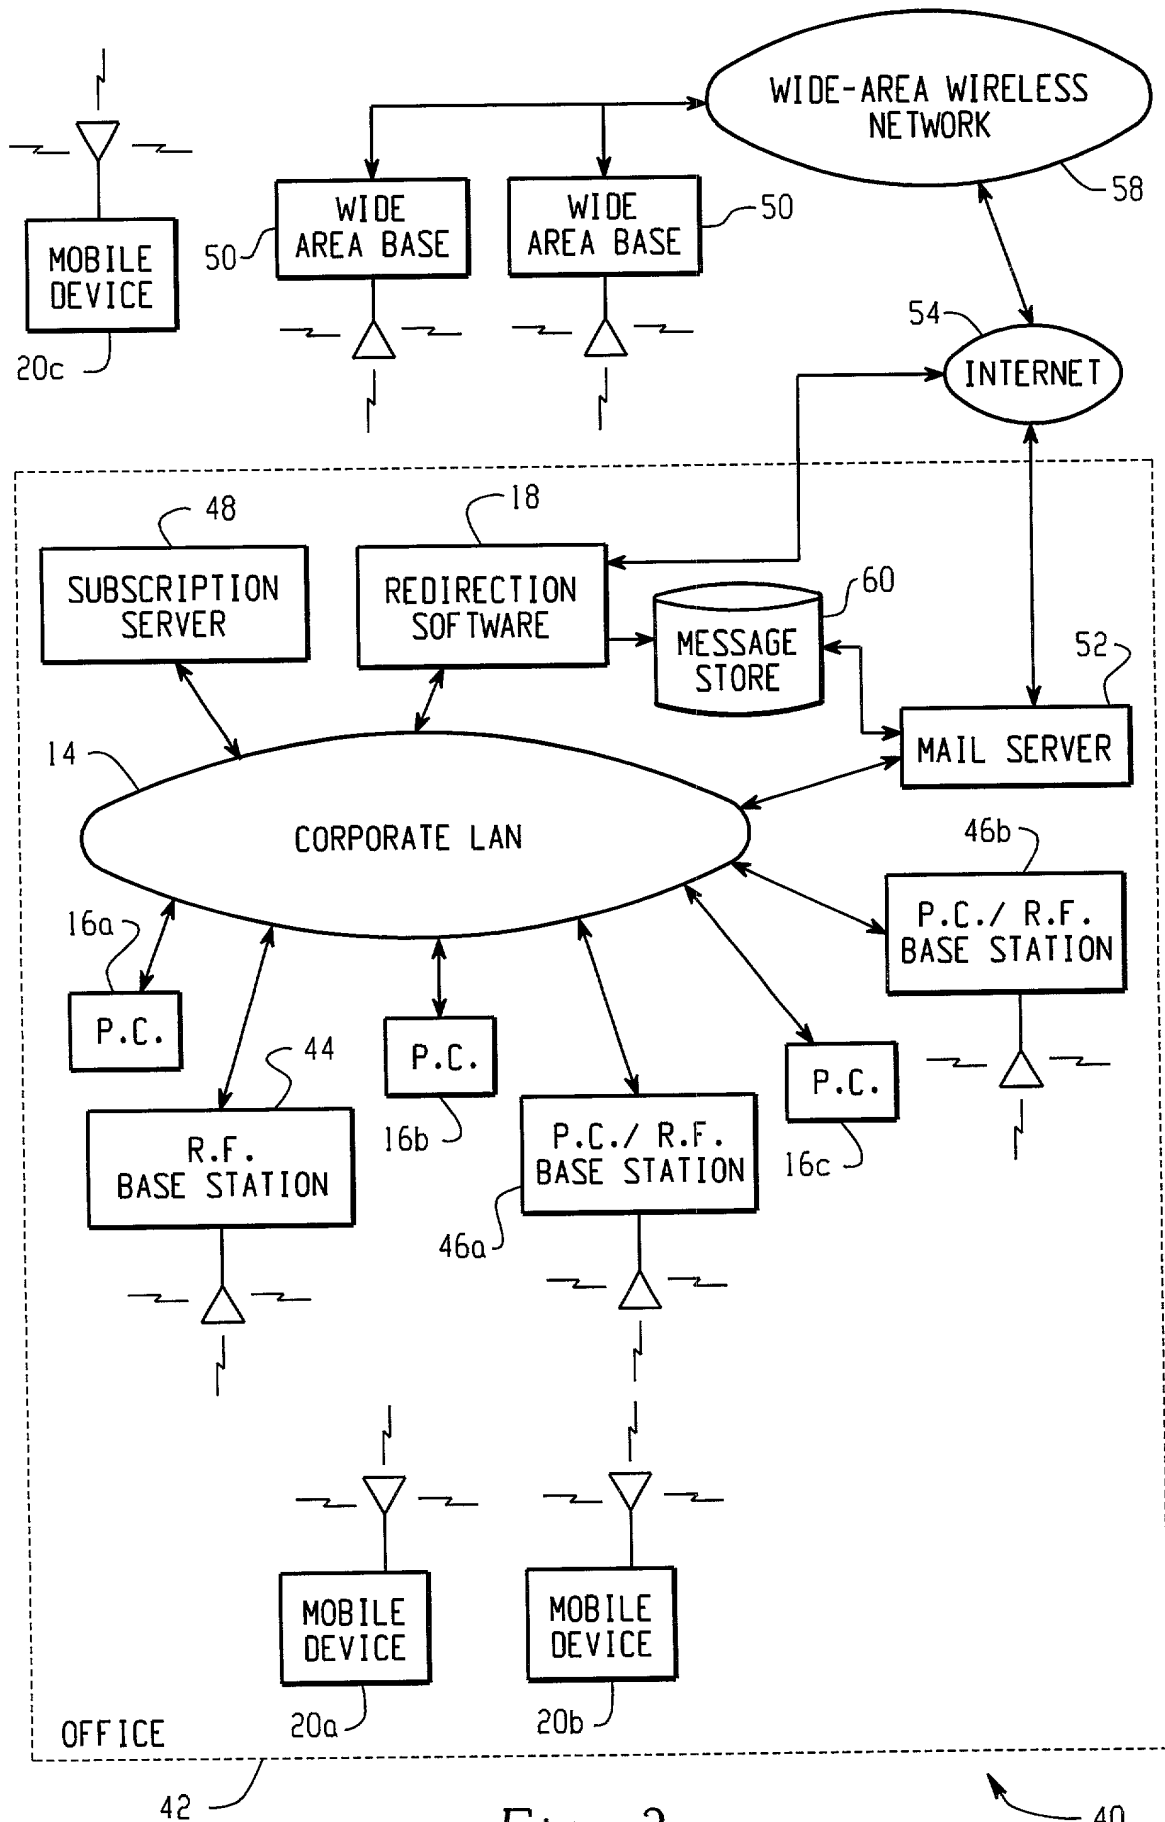 WIDE-AREA WIRELESS
NETWORK
58
WIDE
AREA BASE
50
WIDE
AREA BASE
50
MOBILE
DEVICE
20c
54
INTERNET
48
SUBSCRIPTION
SERVER
18
REDIRECTION
SOFTWARE
60
MESSAGE
STORE
52
MAIL SERVER
14
CORPORATE LAN
46b
P.C./ R.F.
BASE STATION
16a
P.C.
44
R.F.
BASE STATION
P.C.
16b
P.C./ R.F.
BASE STATION
46a
P.C.
16c
MOBILE
DEVICE
20a
MOBILE
DEVICE
20b
OFFICE
42
40